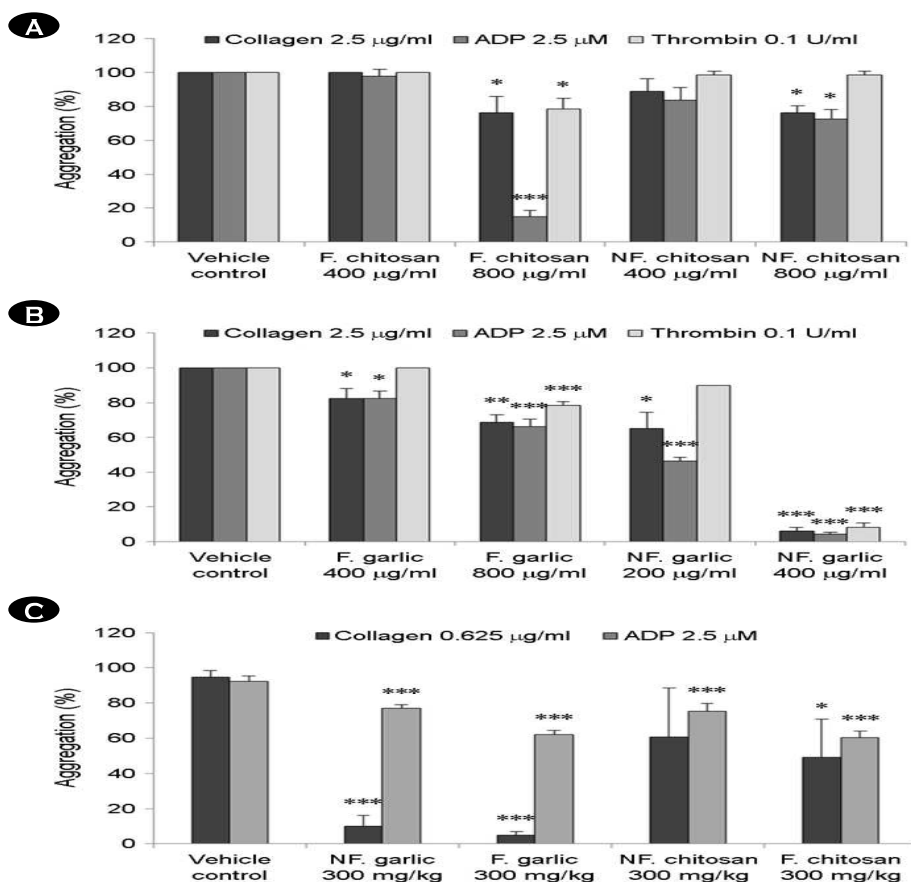 A
120
Collagen 2.5 μg/ml ADP 2.5 μM Thrombin 0.1 U/ml
100
80
60
40
20
0
Aggregation (%)
* *** *
* *
Vehicle control
F. chitosan 400 μg/ml
F. chitosan 800 μg/ml
NF. chitosan 400 μg/ml
NF. chitosan 800 μg/ml
B
120
Collagen 2.5 μg/ml ADP 2.5 μM Thrombin 0.1 U/ml
100
80
60
40
20
0
Aggregation (%)
* *
** *** ***
* ***
*** *** ***
Vehicle control
F. garlic 400 μg/ml
F. garlic 800 μg/ml
NF. garlic 200 μg/ml
NF. garlic 400 μg/ml
C
120
Collagen 0.625 μg/ml ADP 2.5 μM
100
80
60
40
20
0
Aggregation (%)
*** ***
*** ***
***
* ***
Vehicle control
NF. garlic 300 mg/kg
F. garlic 300 mg/kg
NF. chitosan 300 mg/kg
F. chitosan 300 mg/kg